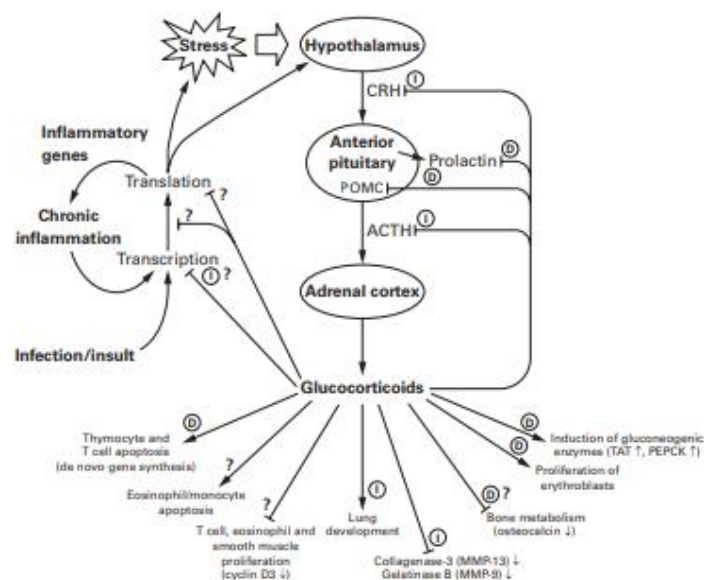 Stress
Hypothalamus
CRH
I
Inflammatory
genes
Anterior
pituitary
Prolactin
D
POMC
D
Translation
?
?
Chronic
inflammation
ACTH
I
Transcription
I ?
Adrenal cortex
Infection/insult
Glucocorticoids
D
Thymocyte and
T cell apoptosis
(de novo gene synthesis)
?
Eosinophil/monocyte
apoptosis
?
T cell, eosinophil and
smooth muscle
proliferation
(cyclin D3 ↓)
I
Lung
development
I
Collagenase-3 (MMP-13) ↓
Gelatinase B (MMP-9) ↓
D ?
Bone metabolism
(osteocalcin ↓)
D
Proliferation of
erythroblasts
D
Induction of gluconeogenic
enzymes (TAT ↑, PEPCK ↑)